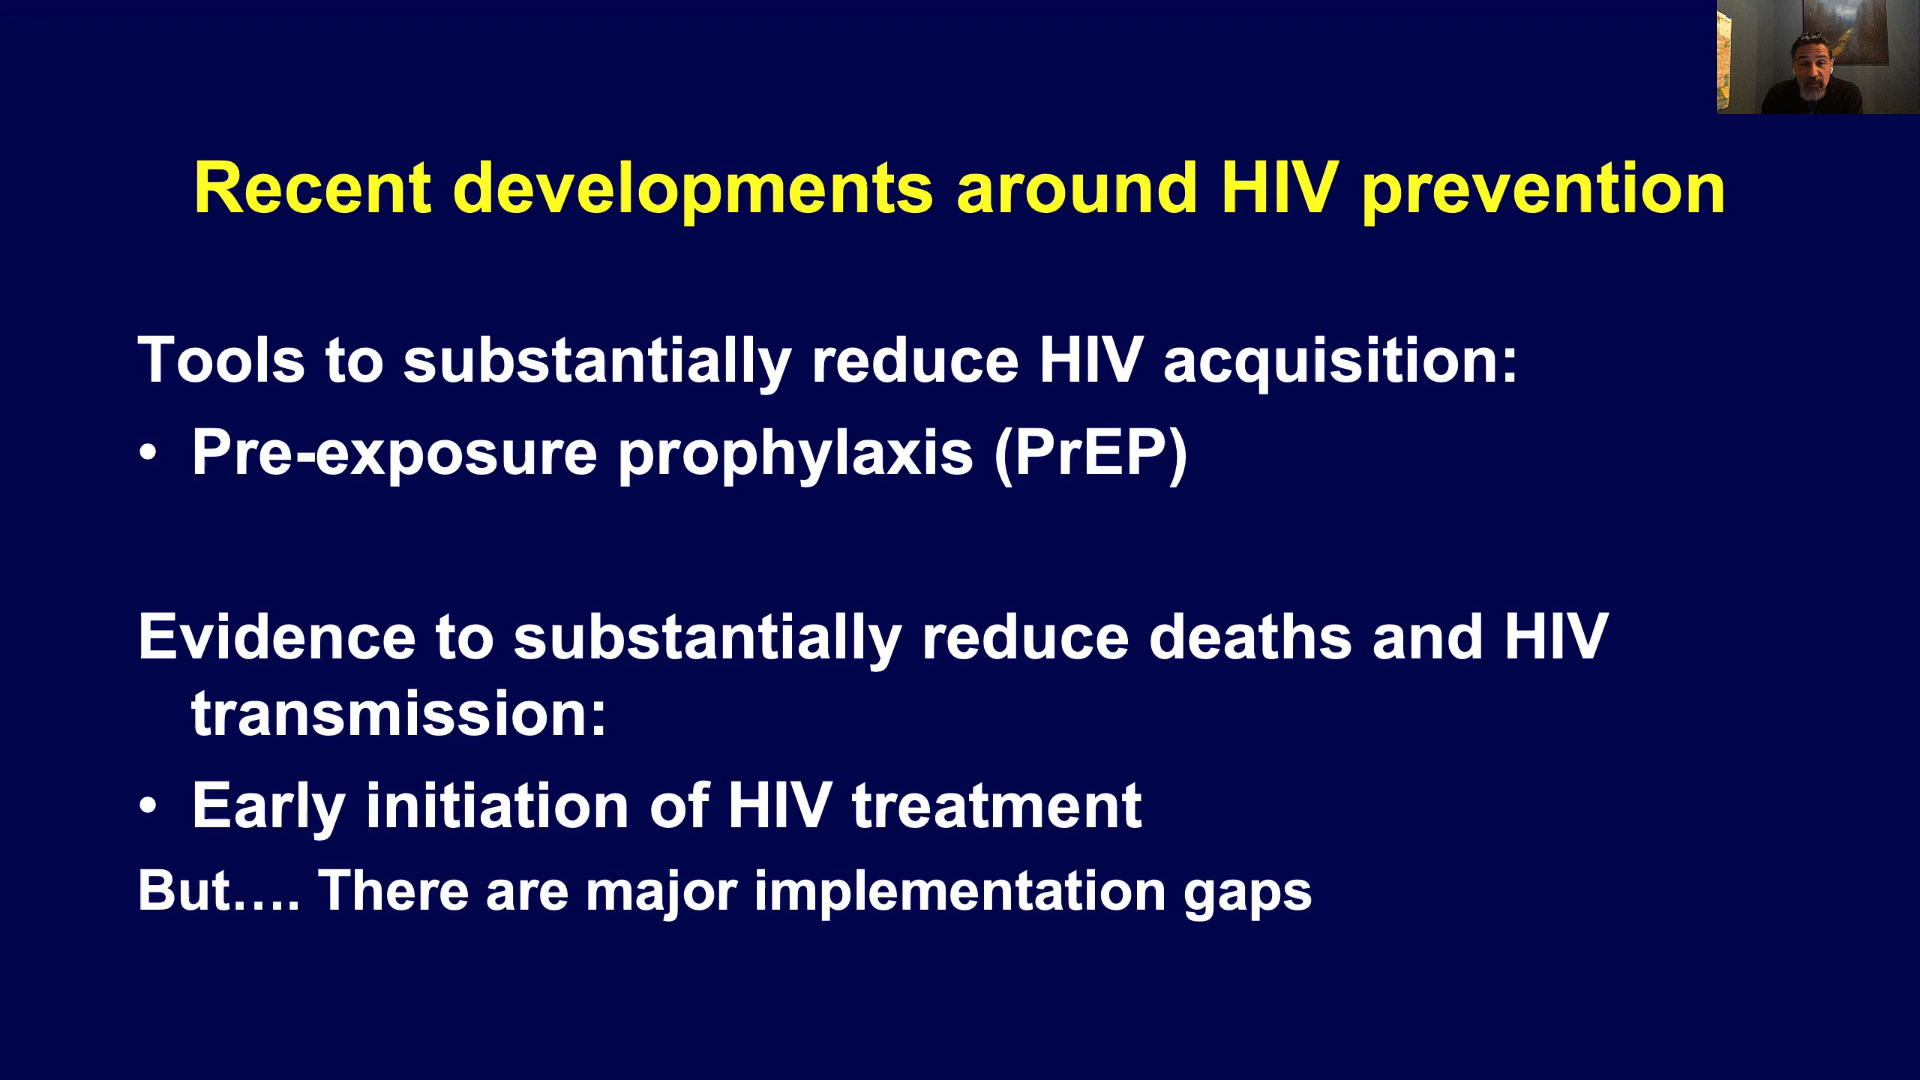 Recent developments around HIV prevention
Tools to substantially reduce HIV acquisition:
• Pre-exposure prophylaxis (PrEP)
Evidence to substantially reduce deaths and HIV
transmission:
• Early initiation of HIV treatment
But…. There are major implementation gaps